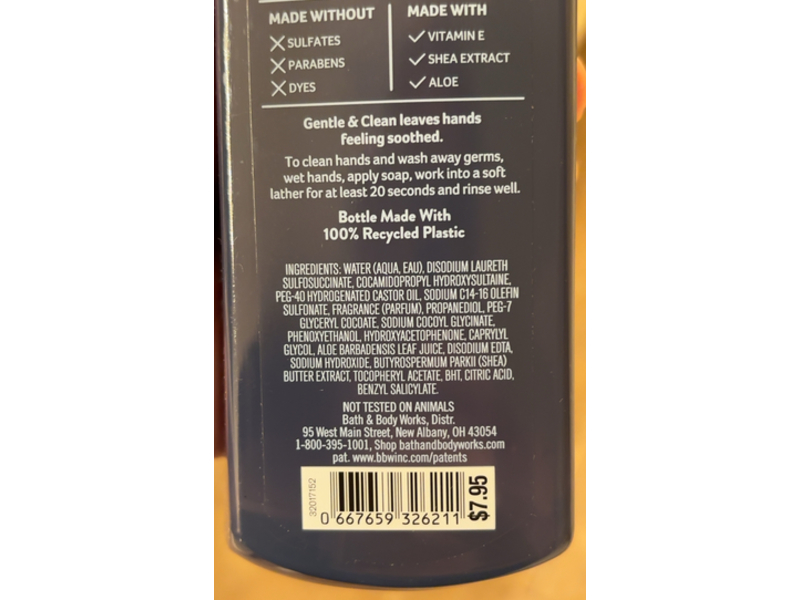 MADE WITHOUT
SULFATES
PARABENS
DYES
MADE WITH
VITAMIN E
SHEA EXTRACT
ALOE
Gentle & Clean leaves hands
feeling soothed.
To clean hands and wash away germs,
wet hands, apply soap, work into a soft
lather for at least 20 seconds and rinse well.
Bottle Made With
100% Recycled Plastic
INGREDIENTS: WATER (AQUA, EAU), DISODIUM LAURETH
SULFOSUCCINATE, COCAMIDOPROPYL HYDROXYSULTAINE,
PEG-40 HYDROGENATED CASTOR OIL, SODIUM C14-16 OLEFIN
SULFONATE, FRAGRANCE (PARFUM), PROPANEDIOL, PEG-7
GLYCERYL COCOATE, SODIUM COCOYL GLYCINATE,
PHENOXYETHANOL, HYDROXYACETOPHENONE, CAPRYLYL
GLYCOL, ALOE BARBADENSIS LEAF JUICE, DISODIUM EDTA,
SODIUM HYDROXIDE, BUTYROSPERMUM PARKII (SHEA)
BUTTER EXTRACT, TOCOPHERYL ACETATE, BHT, CITRIC ACID,
BENZYL SALICYLATE.
NOT TESTED ON ANIMALS
Bath & Body Works, Distr.
95 West Main Street, New Albany, OH 43054
1-800-395-1001, Shop bathandbodyworks.com
pat. www.bbwinc.com/patents
32017152
0 667659 326211
$7.95